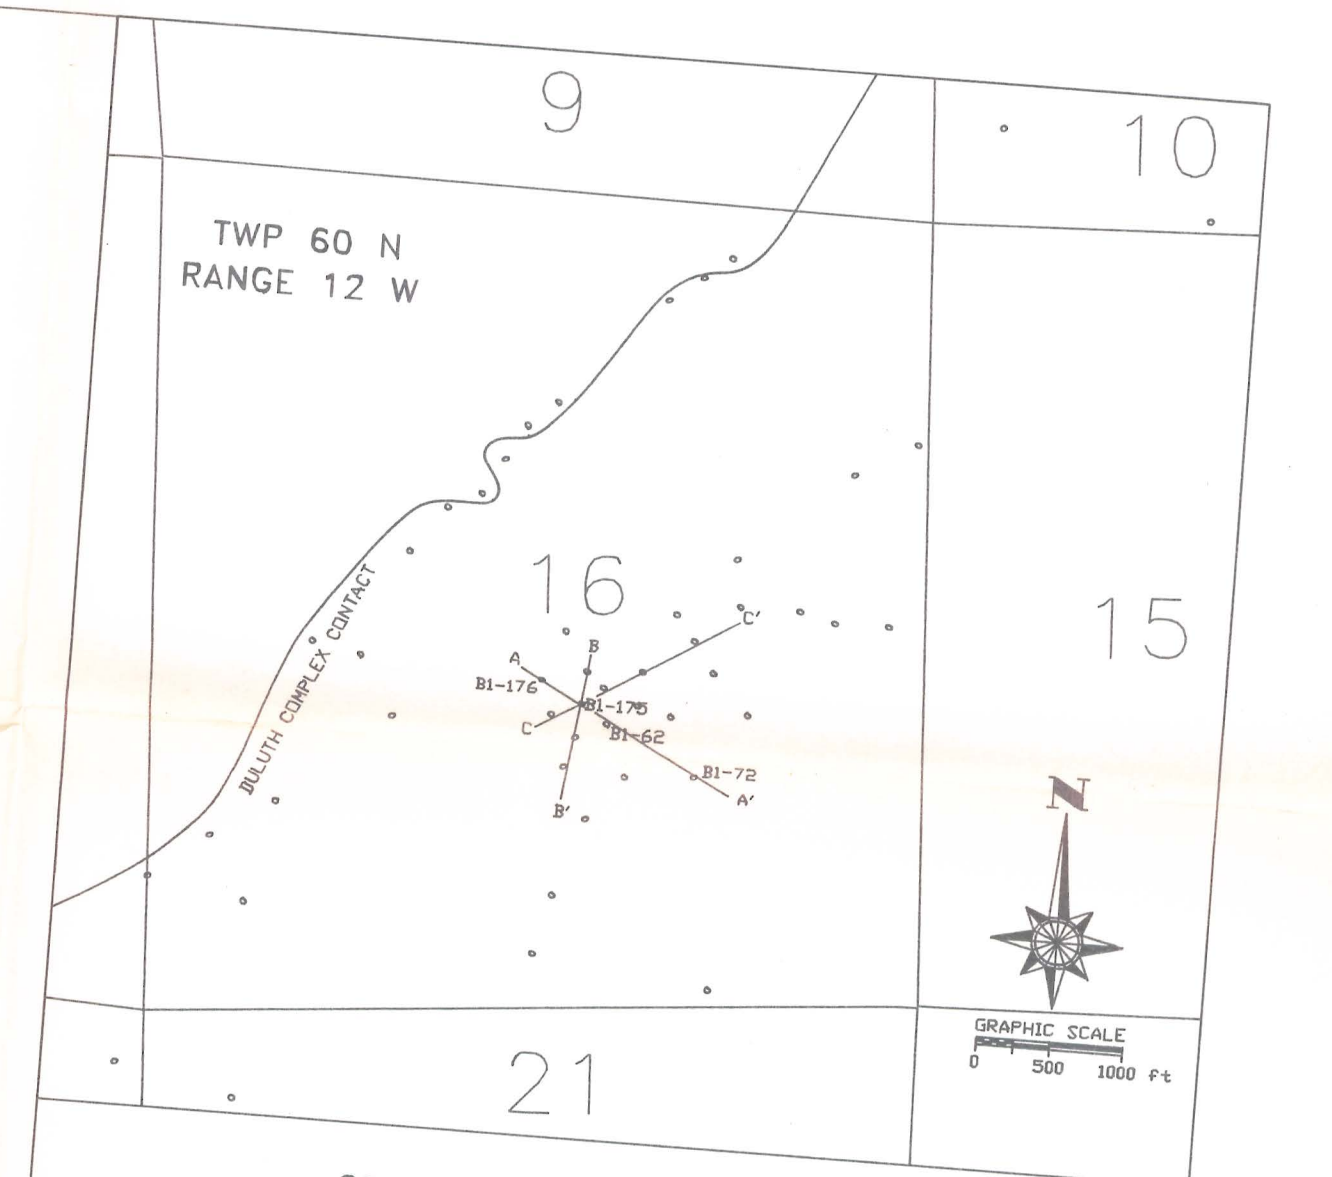 9
10
TWP 60 N
RANGE 12 W
16
15
DULUTH COMPLEX CONTACT
C'
B
A
B1-176
B1-175
C
B1-62
B1-72
A'
B'
N
GRAPHIC SCALE
0 500 1000 ft
21